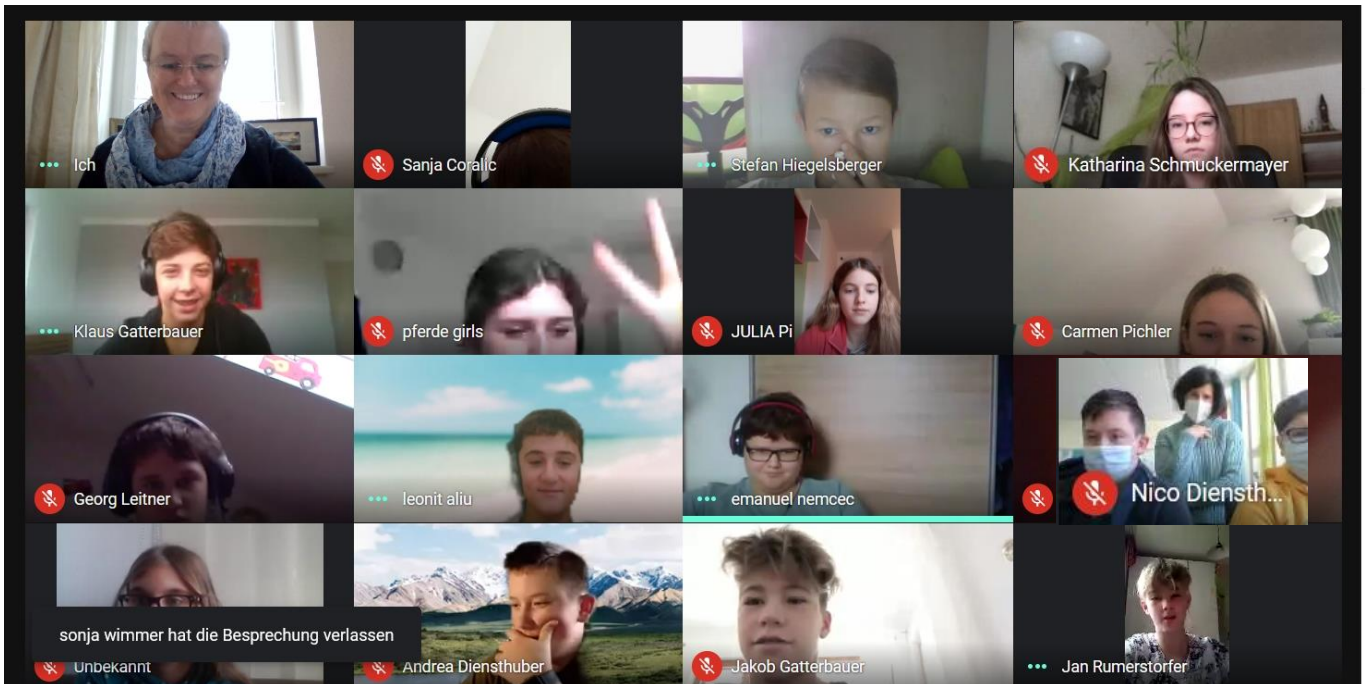 Ich
Sanja Coralic
Stefan Hiegelsberger
Katharina Schmuckermayer
Klaus Gatterbauer
pferde girls
JULIA Pi
Carmen Pichler
Georg Leitner
leonit aliu
emanuel nemcec
Nico Diensth...
sonja wimmer hat die Besprechung verlassen
Unbekannt
Andrea Diensthuber
Jakob Gatterbauer
Jan Rumerstorfer